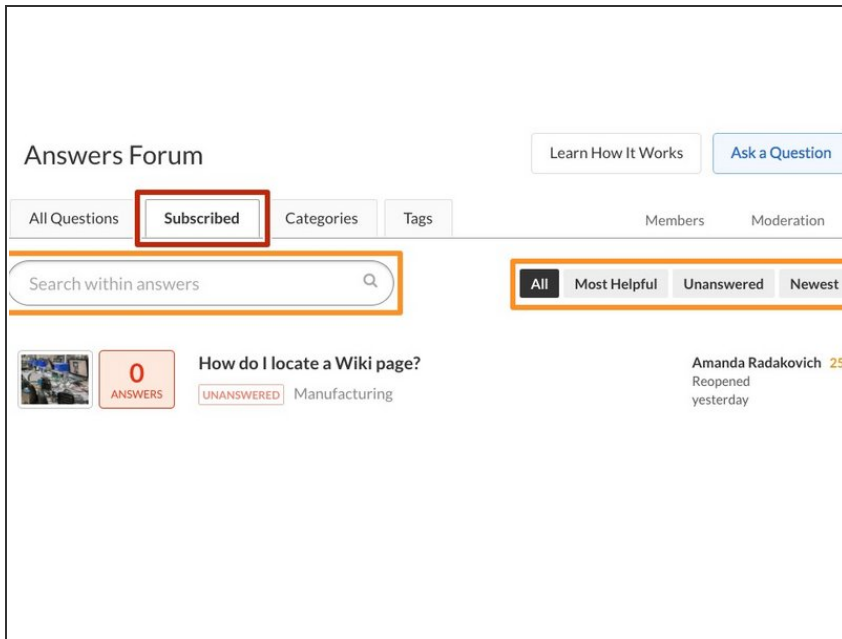 Answers Forum
Learn How It Works
Ask a Question
All Questions
Subscribed
Categories
Tags
Members
Moderation
Search within answers
All
Most Helpful
Unanswered
Newest
0
ANSWERS
How do I locate a Wiki page?
UNANSWERED Manufacturing
Amanda Radakovich 25
Reopened
yesterday